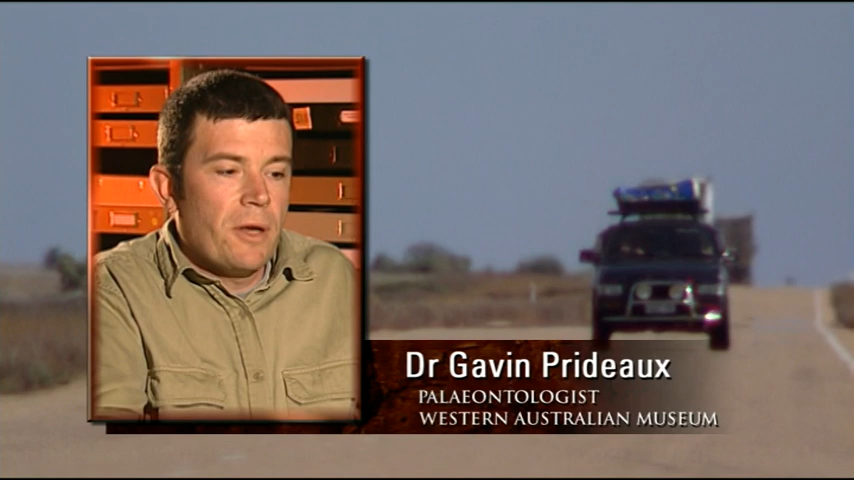 Dr Gavin Prideaux
PALAEONTOLOGIST
WESTERN AUSTRALIAN MUSEUM